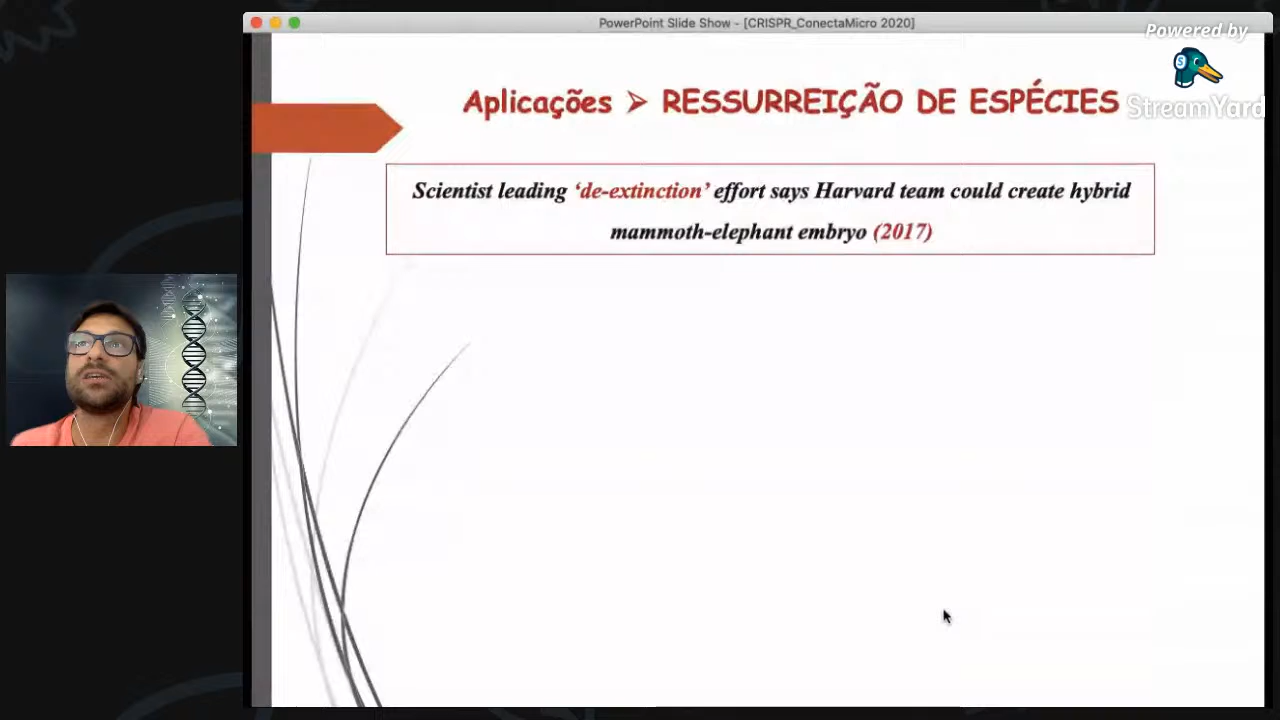 PowerPoint Slide Show - [CRISPR_ConectaMicro 2020]
Powered by
S
StreamYard
Aplicações ➢ RESSURREIÇÃO DE ESPÉCIES
Scientist leading ‘de-extinction’ effort says Harvard team could create hybrid
mammoth-elephant embryo (2017)